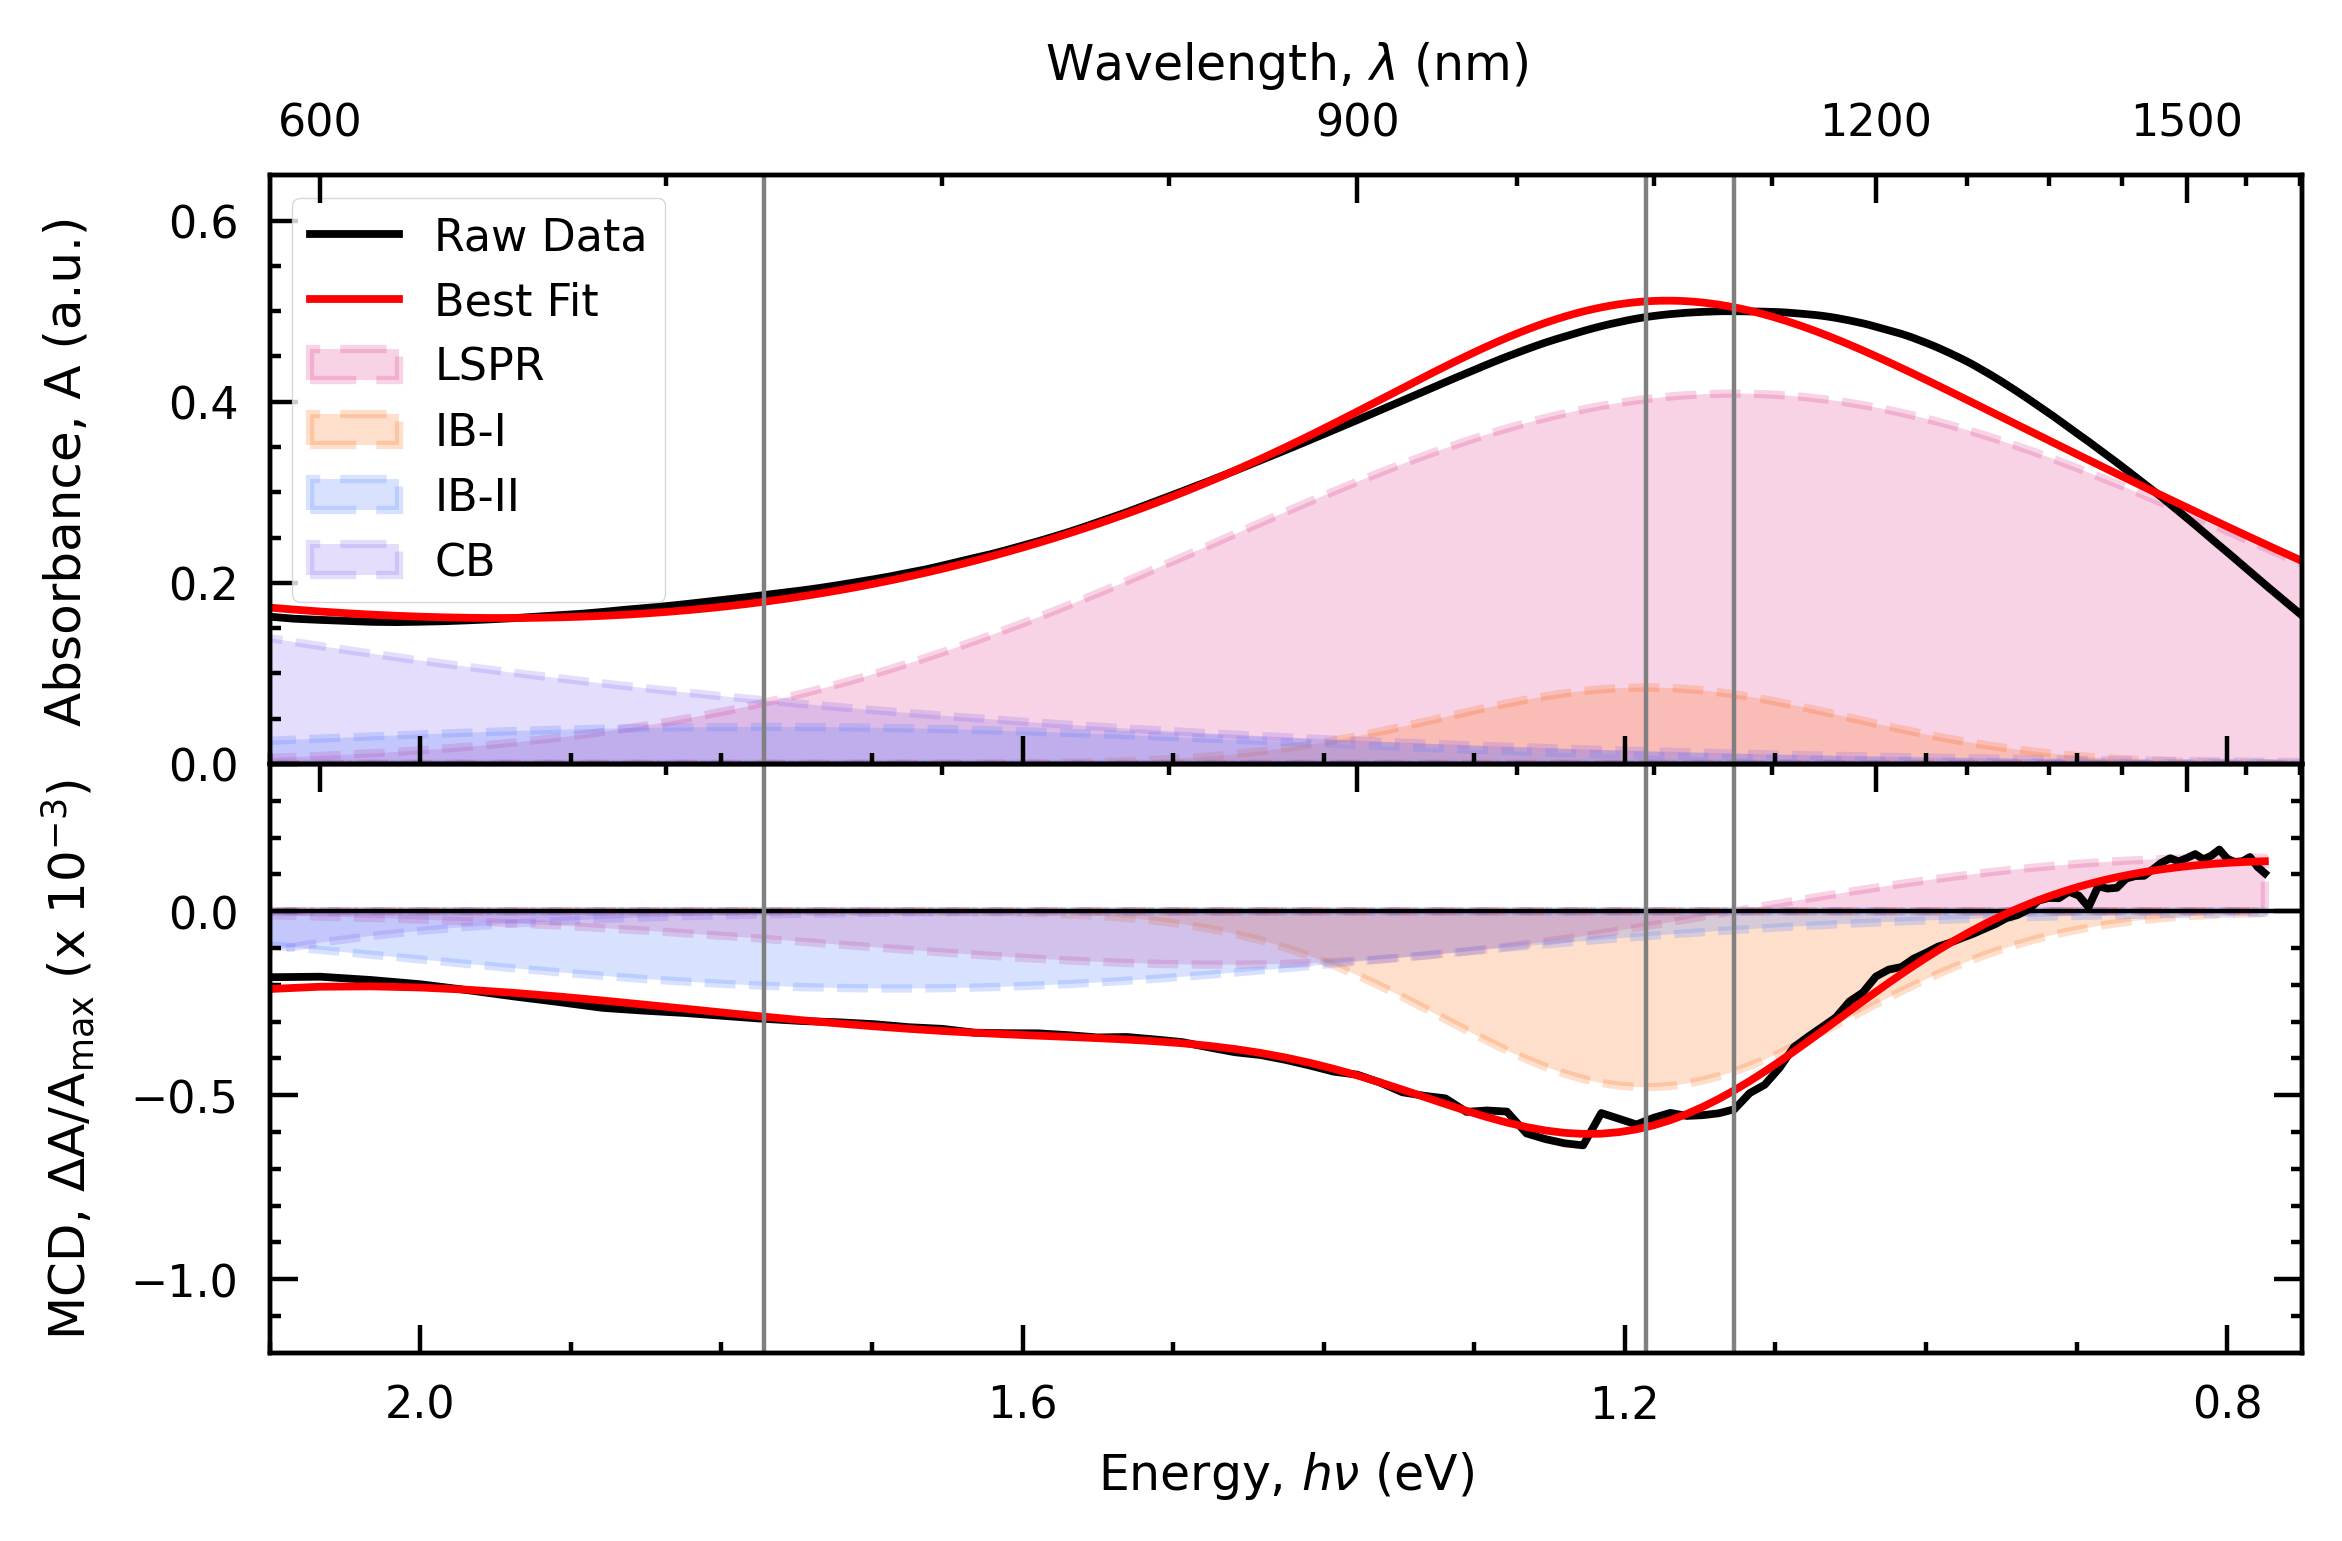 Wavelength, λ (nm)
600 900 1200 1500
Absorbance, A (a.u.)
0.6
0.4
0.2
0.0
Raw Data
Best Fit
LSPR
IB-I
IB-II
CB
MCD, ΔA/Amax (x 10⁻³)
0.0
−0.5
−1.0
2.0 1.6 1.2 0.8
Energy, hν (eV)